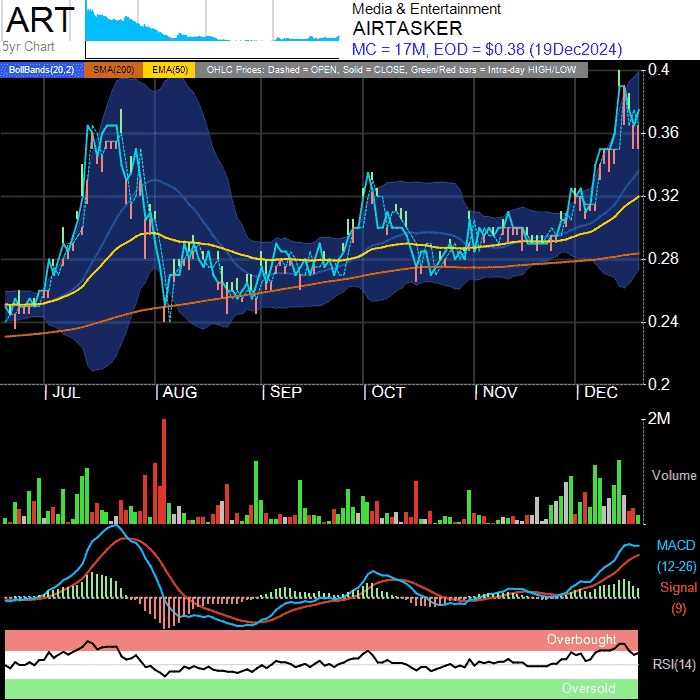 ART
5yr Chart
Media & Entertainment
AIRTASKER
MC = 17M, EOD = $0.38 (19Dec2024)
BollBands(20,2) SMA(200) EMA(50) OHLC Prices: Dashed = OPEN, Solid = CLOSE, Green/Red bars = Intra-day HIGH/LOW
0.4
0.36
0.32
0.28
0.24
0.2
JUL AUG SEP OCT NOV DEC
2M
Volume
MACD
(12-26)
Signal
(9)
Overbought
RSI(14)
Oversold